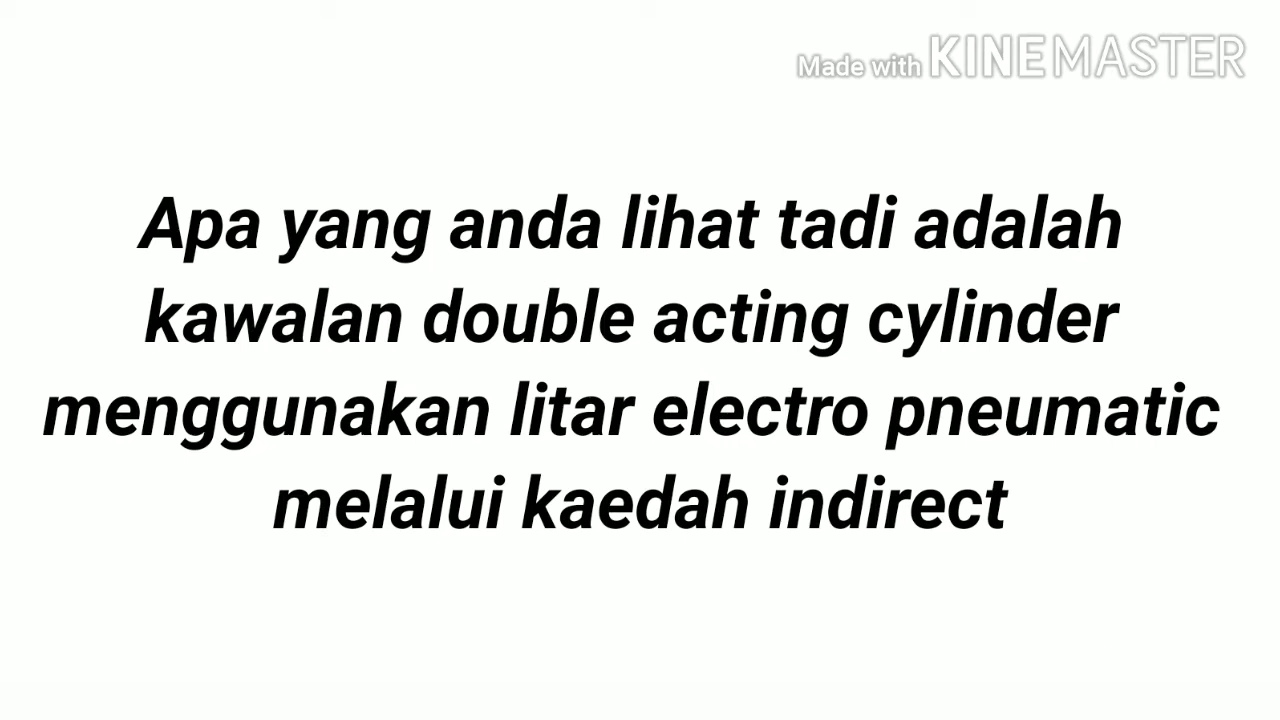 Made with KINEMASTER
Apa yang anda lihat tadi adalah
kawalan double acting cylinder
menggunakan litar electro pneumatic
melalui kaedah indirect